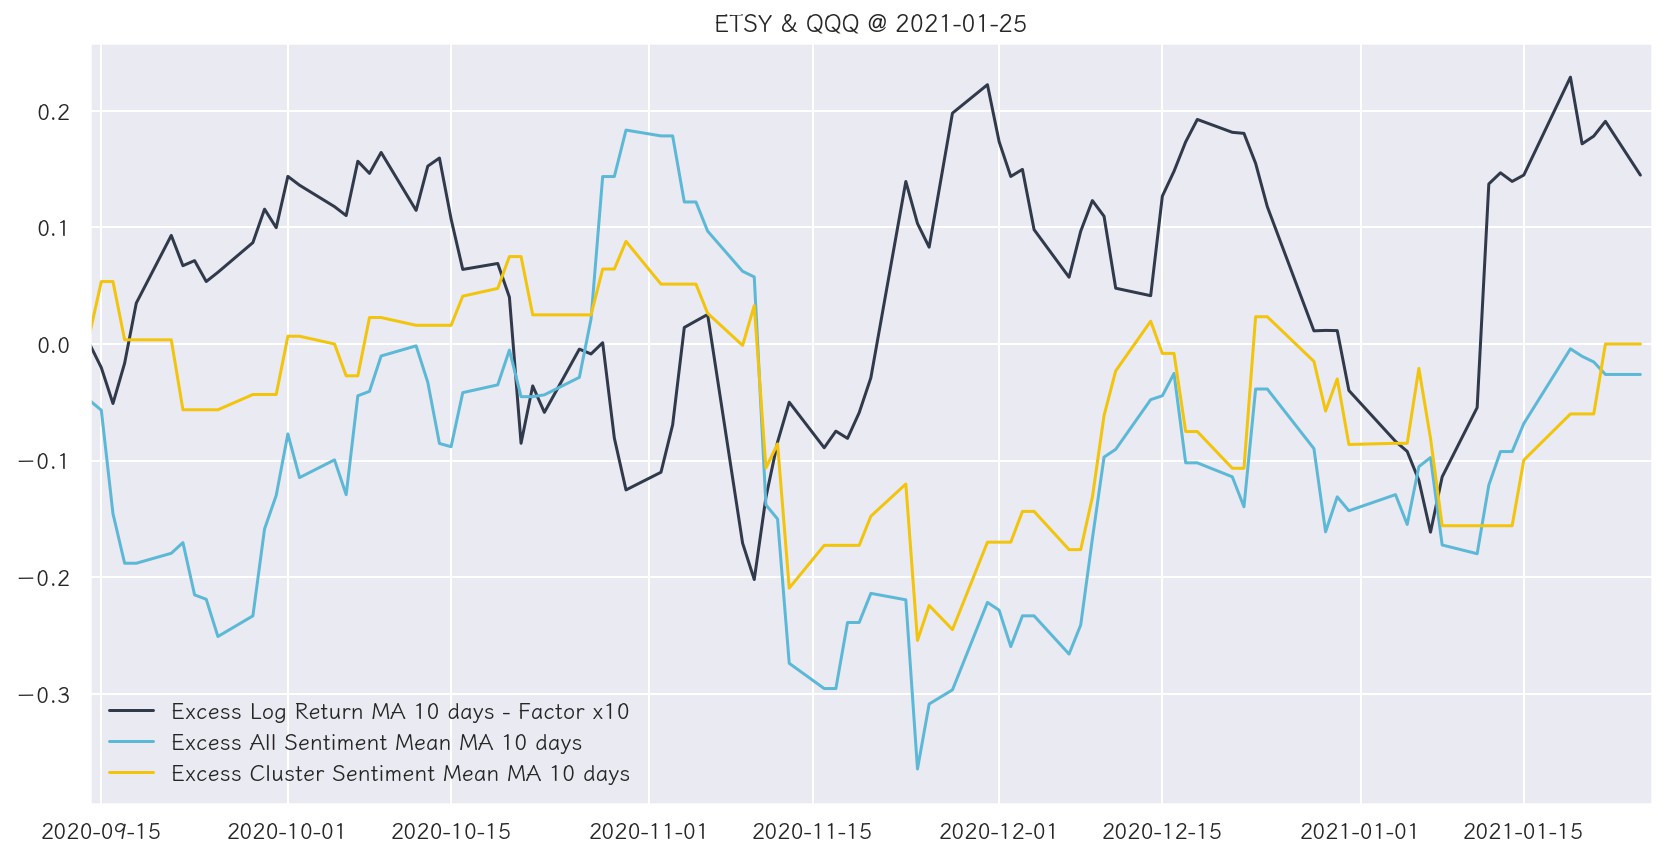 ETSY & QQQ @ 2021-01-25
0.2
0.1
0.0
−0.1
−0.2
−0.3
Excess Log Return MA 10 days - Factor x10
Excess All Sentiment Mean MA 10 days
Excess Cluster Sentiment Mean MA 10 days
2020-09-15 2020-10-01 2020-10-15 2020-11-01 2020-11-15 2020-12-01 2020-12-15 2021-01-01 2021-01-15